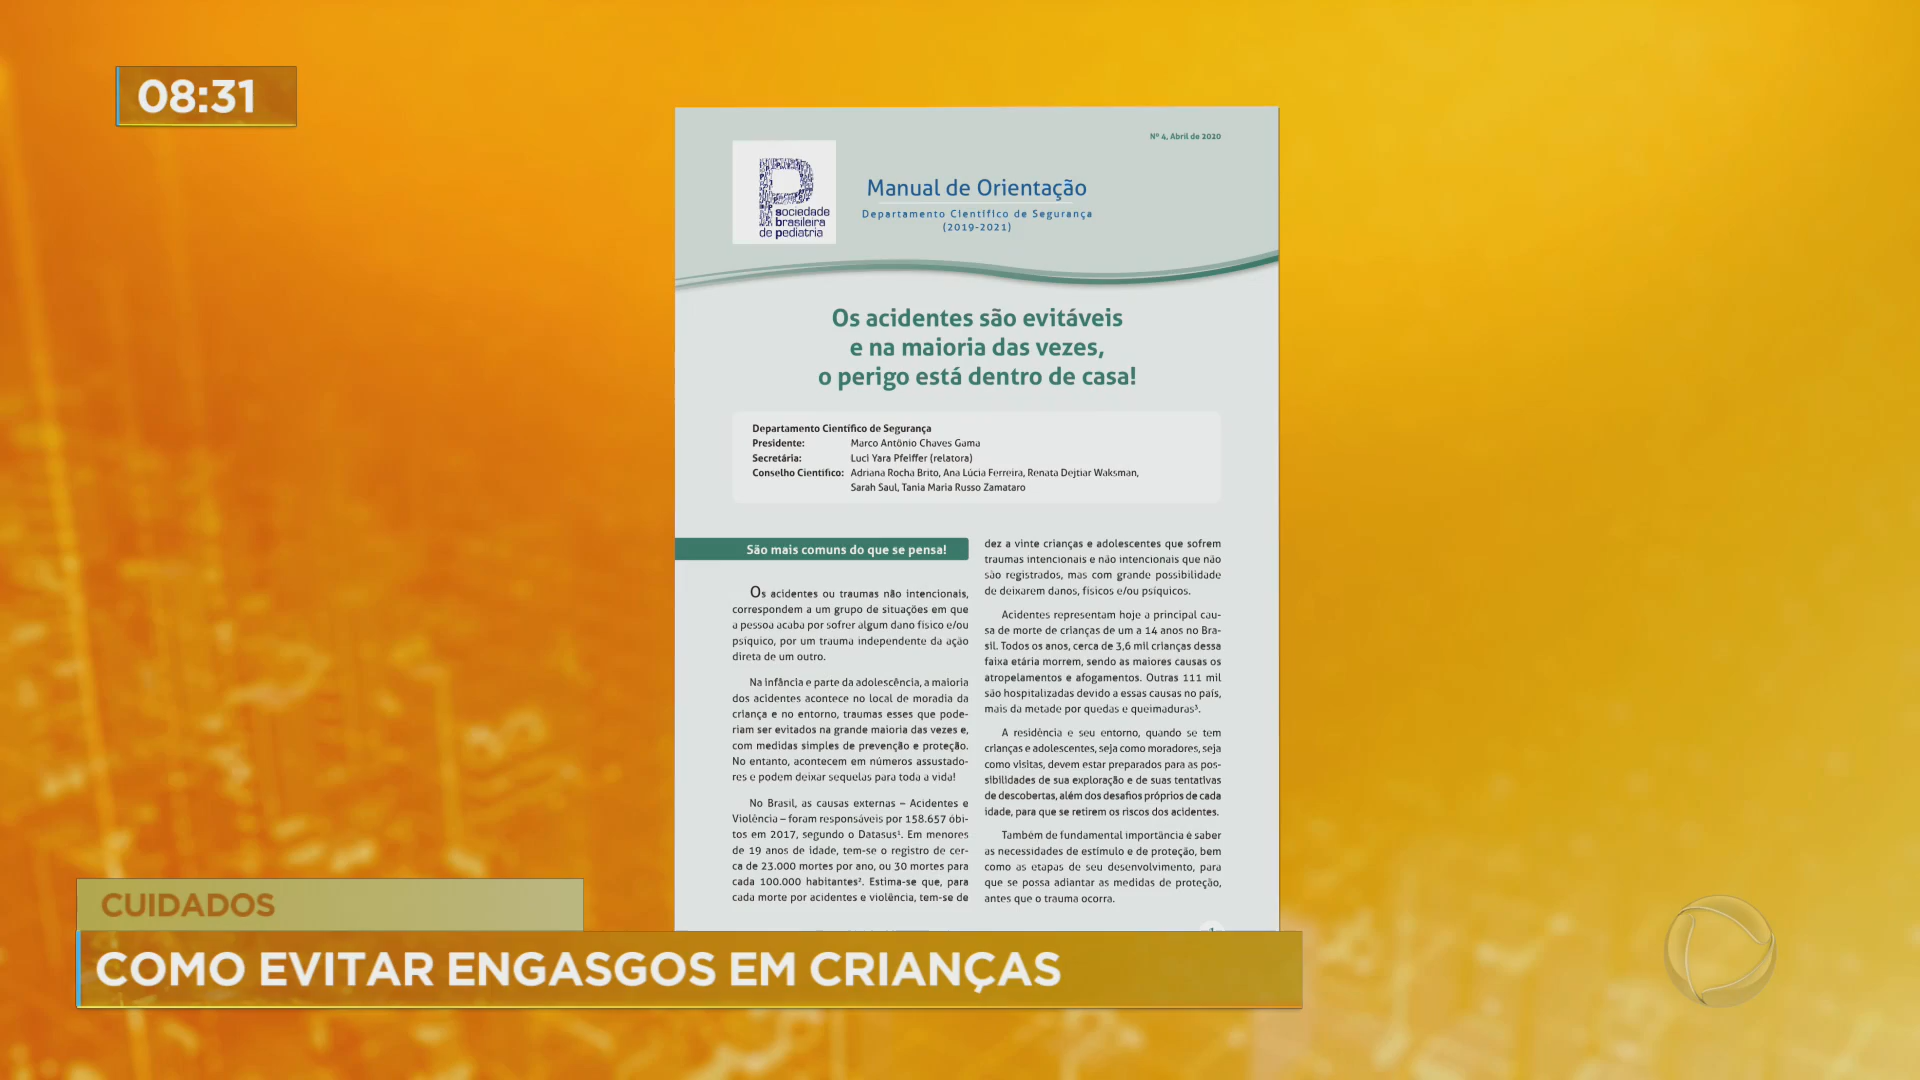 08:31
Nº 4, Abril de 2020
sociedade
brasileira
de pediatria
Manual de Orientação
Departamento Científico de Segurança
(2019-2021)
Os acidentes são evitáveis
e na maioria das vezes,
o perigo está dentro de casa!
Departamento Científico de Segurança
Presidente: Marco Antônio Chaves Gama
Secretária: Luci Yara Pfeiffer (relatora)
Conselho Científico: Adriana Rocha Brito, Ana Lúcia Ferreira, Renata Dejtiar Waksman,
Sarah Saul, Tania Maria Russo Zamataro
São mais comuns do que se pensa!
Os acidentes ou traumas não intencionais,
correspondem a um grupo de situações em que
a pessoa acaba por sofrer algum dano físico e/ou
psíquico, por um trauma independente da ação
direta de um outro.
Na infância e parte da adolescência, a maioria
dos acidentes acontece no local de moradia da
criança e no entorno, traumas esses que pode-
riam ser evitados na grande maioria das vezes e,
com medidas simples de prevenção e proteção.
No entanto, acontecem em números assustado-
res e podem deixar sequelas para toda a vida!
No Brasil, as causas externas – Acidentes e
Violência – foram responsáveis por 158.657 óbi-
tos em 2017, segundo o Datasus¹. Em menores
de 19 anos de idade, tem-se o registro de cer-
ca de 23.000 mortes por ano, ou 30 mortes para
cada 100.000 habitantes². Estima-se que, para
cada morte por acidentes e violência, tem-se de
dez a vinte crianças e adolescentes que sofrem
traumas intencionais e não intencionais que não
são registrados, mas com grande possibilidade
de deixarem danos, físicos e/ou psíquicos.
Acidentes representam hoje a principal cau-
sa de morte de crianças de um a 14 anos no Bra-
sil. Todos os anos, cerca de 3,6 mil crianças dessa
faixa etária morrem, sendo as maiores causas os
atropelamentos e afogamentos. Outras 111 mil
são hospitalizadas devido a essas causas no país,
mais da metade por quedas e queimaduras³.
A residência e seu entorno, quando se tem
crianças e adolescentes, seja como moradores, seja
como visitas, devem estar preparados para as pos-
sibilidades de sua exploração e de suas tentativas
de descobertas, além dos desafios próprios de cada
idade, para que se retirem os riscos dos acidentes.
Também de fundamental importância é saber
as necessidades de estímulo e de proteção, bem
como as etapas de seu desenvolvimento, para
que se possa adiantar as medidas de proteção,
antes que o trauma ocorra.
CUIDADOS
COMO EVITAR ENGASGOS EM CRIANÇAS